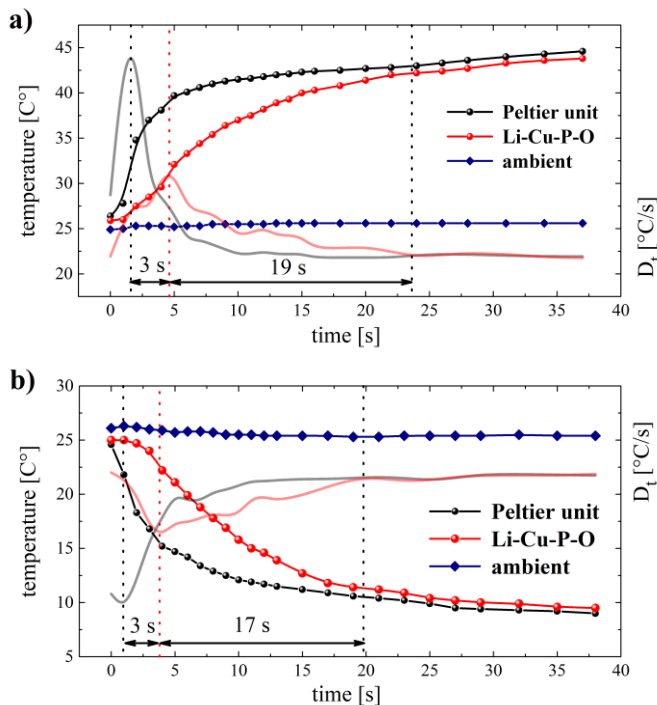 a)
45
40
35
30
25
20
temperature [C°]
Peltier unit
Li-Cu-P-O
ambient
3 s
19 s
D_t [°C/s]
0 5 10 15 20 25 30 35 40
time [s]
b)
30
25
20
15
10
5
temperature [C°]
Peltier unit
Li-Cu-P-O
ambient
3 s
17 s
D_t [°C/s]
0 5 10 15 20 25 30 35 40
time [s]